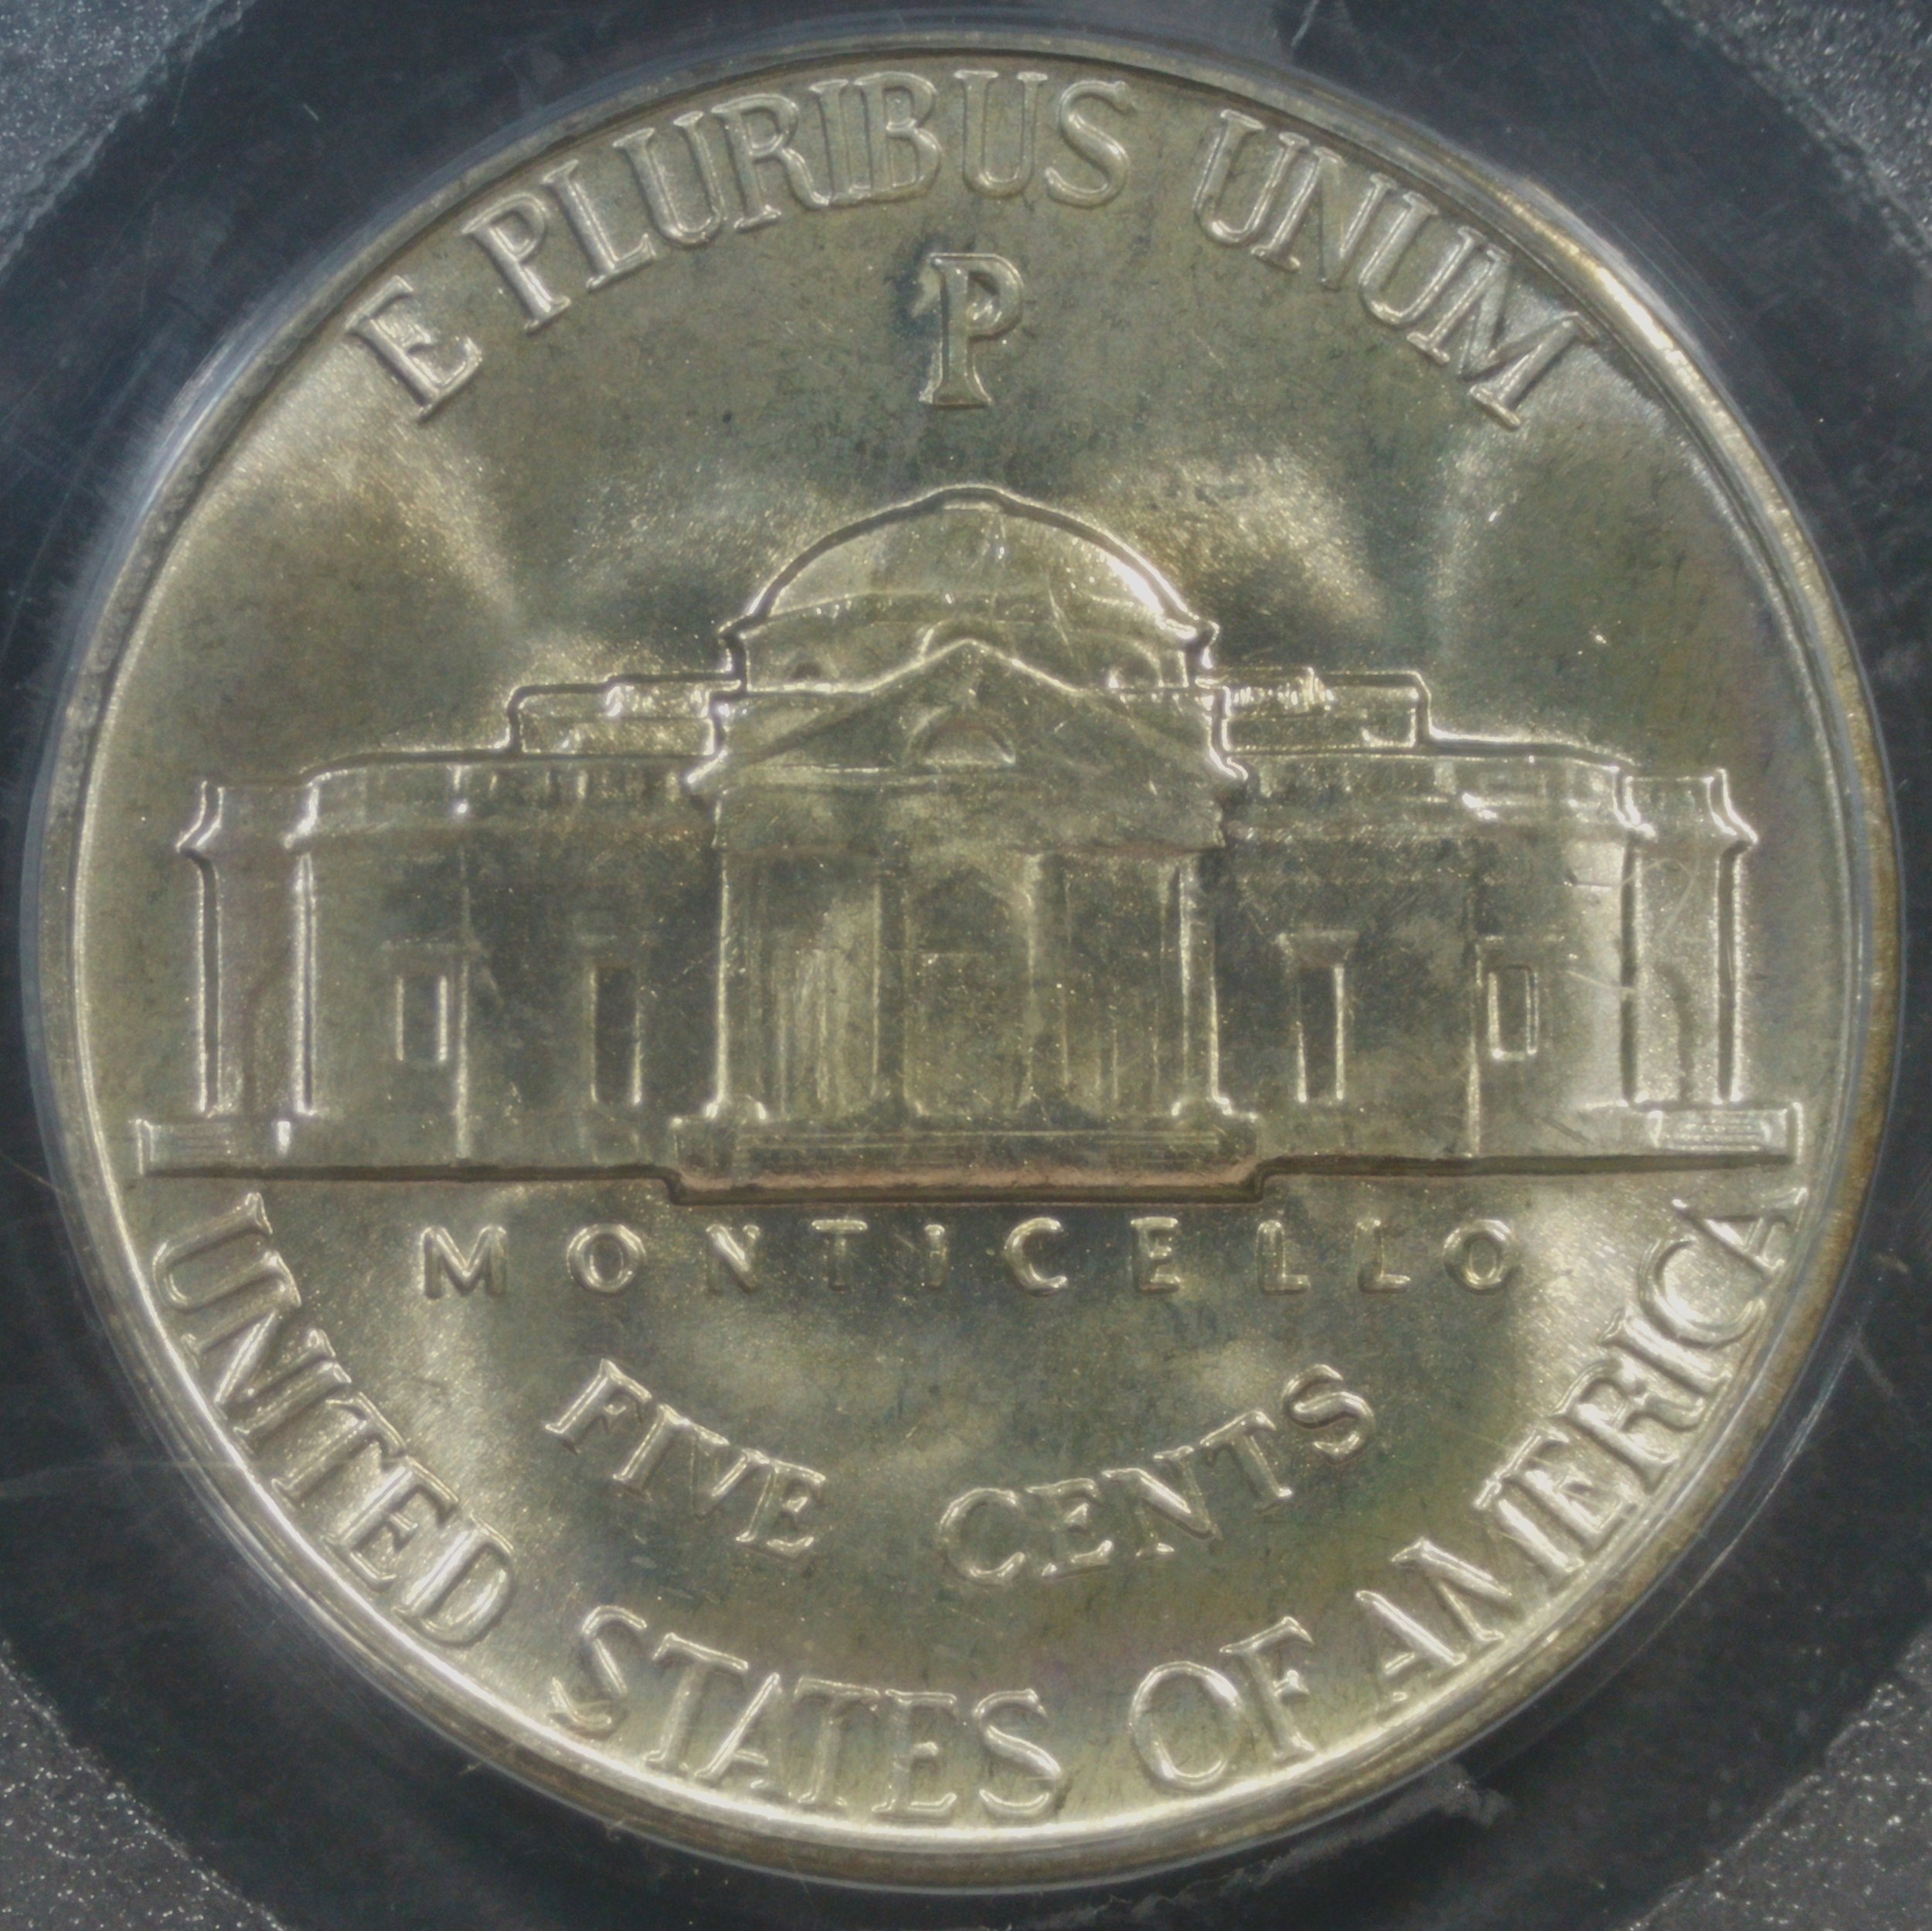 E PLURIBUS UNUM
P
MONTICELLO
FIVE CENTS
UNITED STATES OF AMERICA